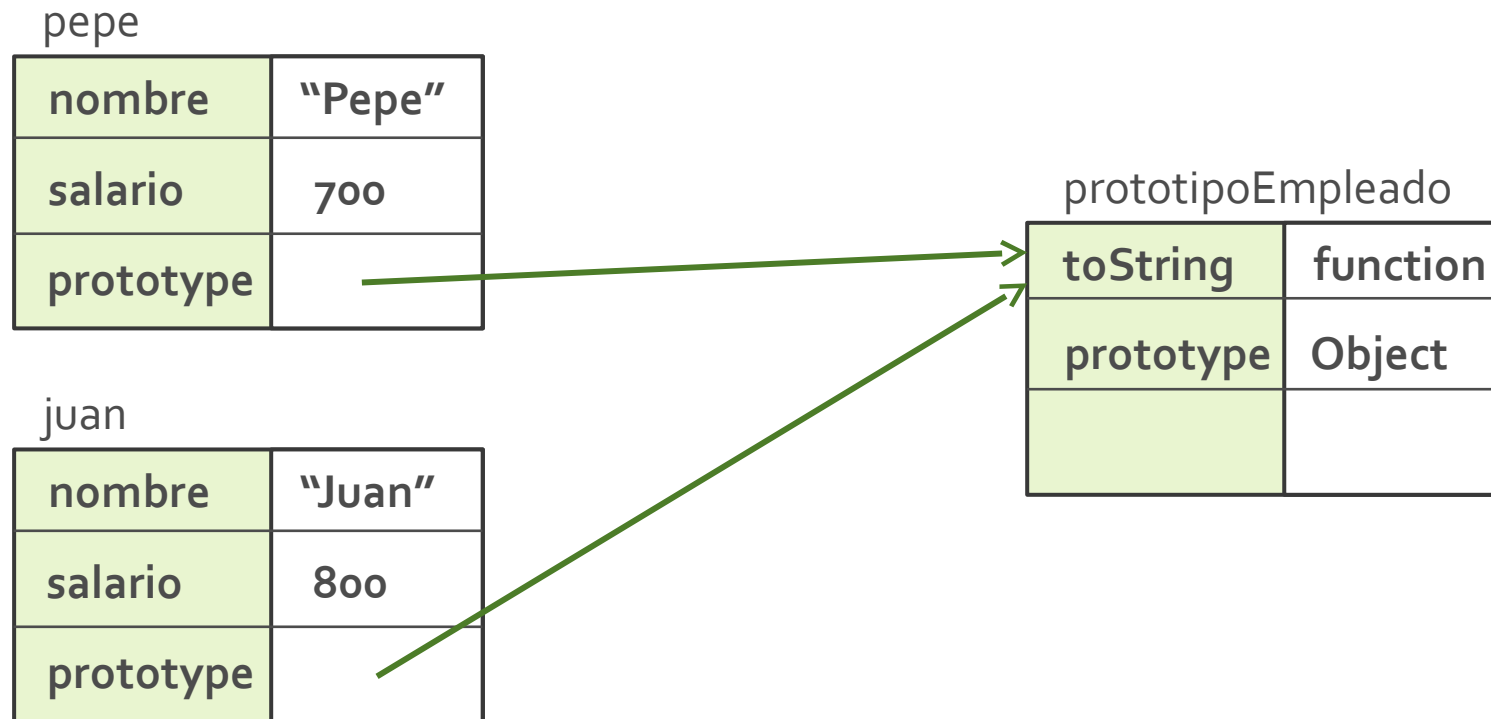 pepe
nombre “Pepe”
salario 700
prototype
juan
nombre “Juan”
salario 800
prototype
prototipoEmpleado
toString function
prototype Object